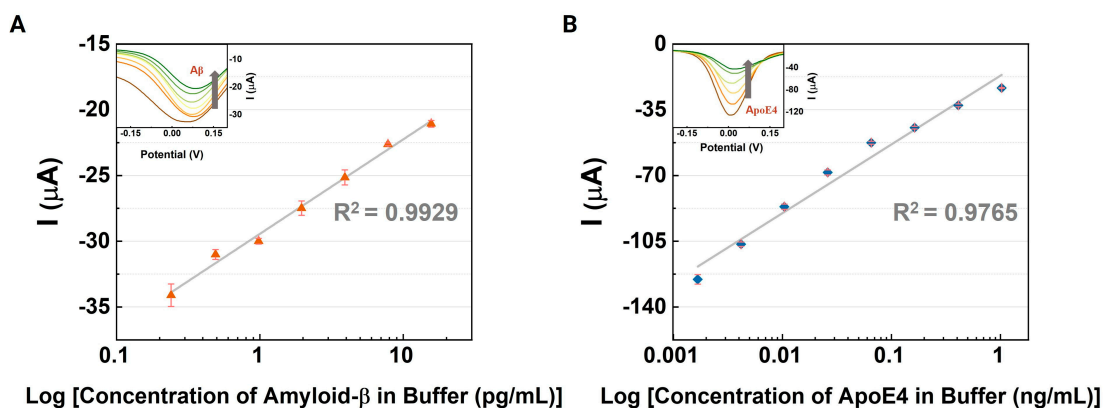 A
-15
-20
-25
-30
-35
I (μA)
0.1
1
10
Log [Concentration of Amyloid-β in Buffer (pg/mL)]
R² = 0.9929
Aβ
-10
-20
-30
I (μA)
-0.15
0.00
0.15
Potential (V)
B
0
-35
-70
-105
-140
I (μA)
0.001
0.01
0.1
1
Log [Concentration of ApoE4 in Buffer (ng/mL)]
R² = 0.9765
ApoE4
-40
-80
-120
I (μA)
-0.15
0.00
0.15
Potential (V)